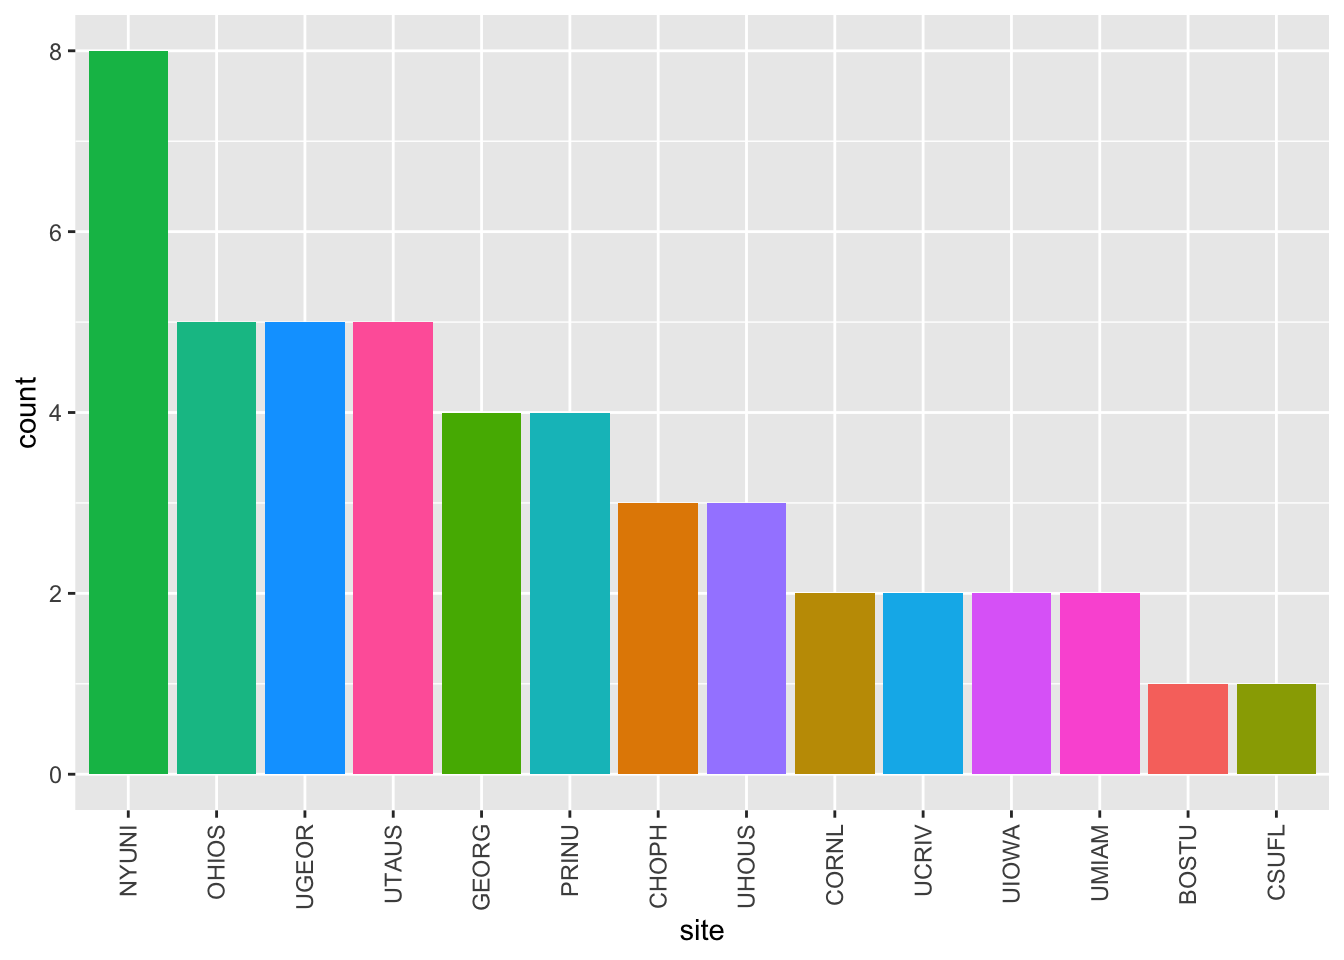 8
6
4
2
0
count
NYUNI
OHIOS
UGEOR
UTAUS
GEORG
PRINU
CHOPH
UHOUS
CORNL
UCRIV
UIOWA
UMIAM
BOSTU
CSUFL
site